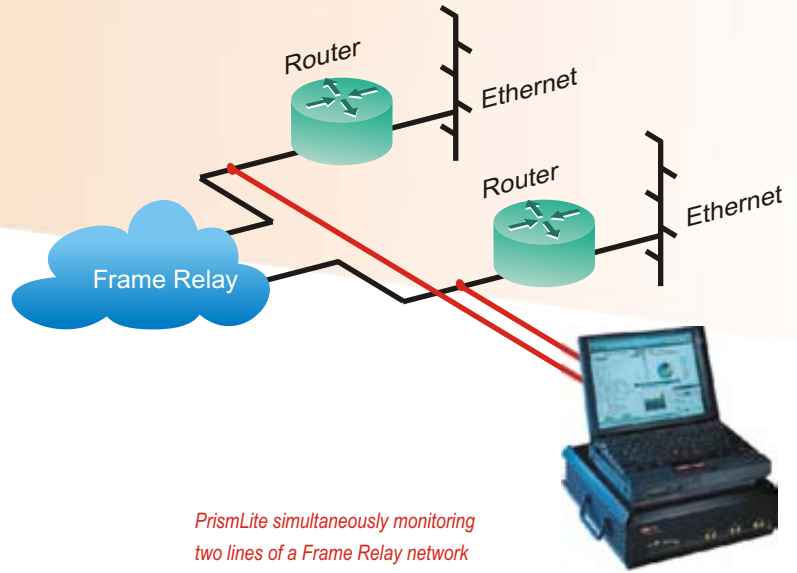 Router
Ethernet
Router
Ethernet
Frame Relay
PrismLite simultaneously monitoring
two lines of a Frame Relay network